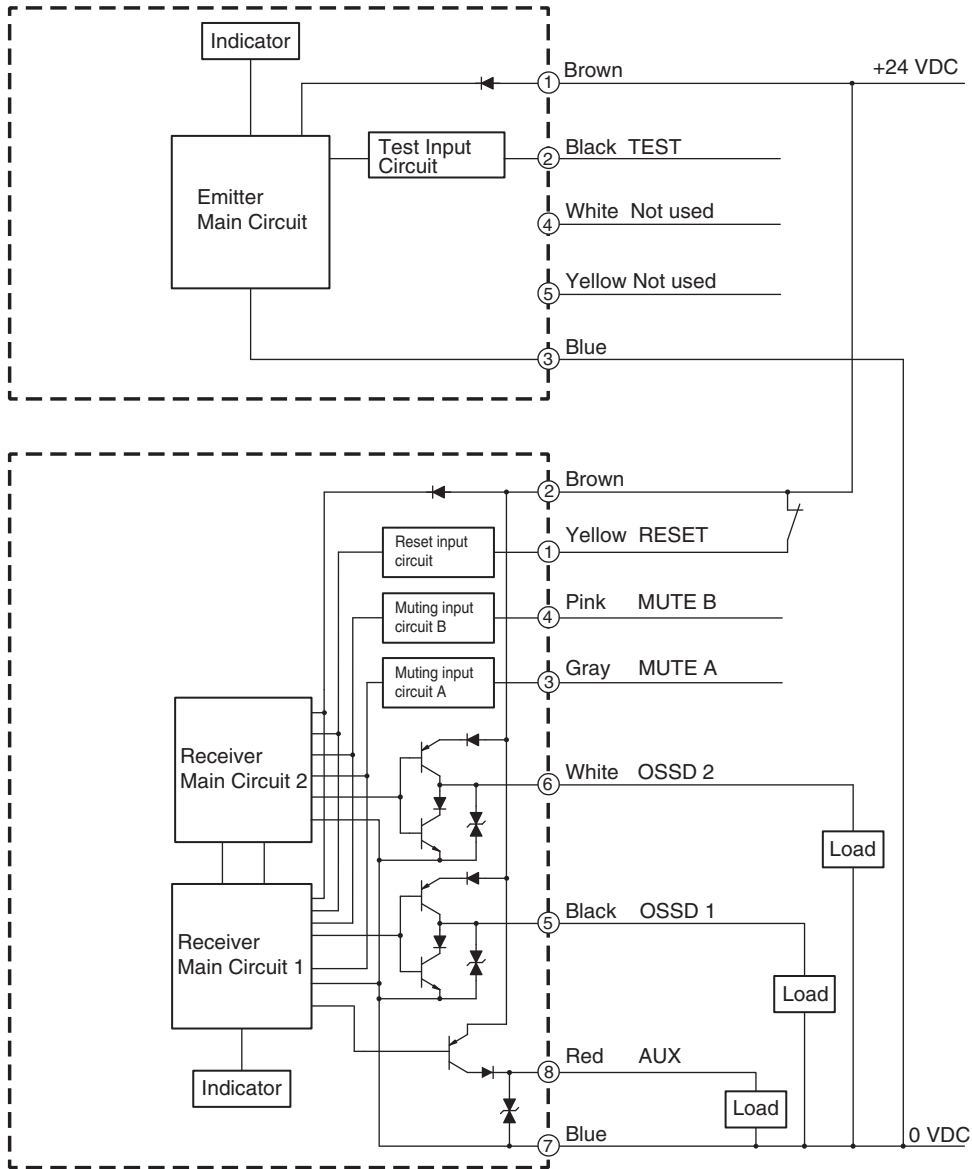 Indicator
Emitter
Main Circuit
Test Input
Circuit
1 Brown
+24 VDC
2 Black TEST
4 White Not used
5 Yellow Not used
3 Blue
2 Brown
Reset input
circuit
1 Yellow RESET
Muting input
circuit B
4 Pink MUTE B
Muting input
circuit A
3 Gray MUTE A
Receiver
Main Circuit 2
6 White OSSD 2
Load
Receiver
Main Circuit 1
5 Black OSSD 1
Load
Indicator
8 Red AUX
Load
7 Blue
0 VDC